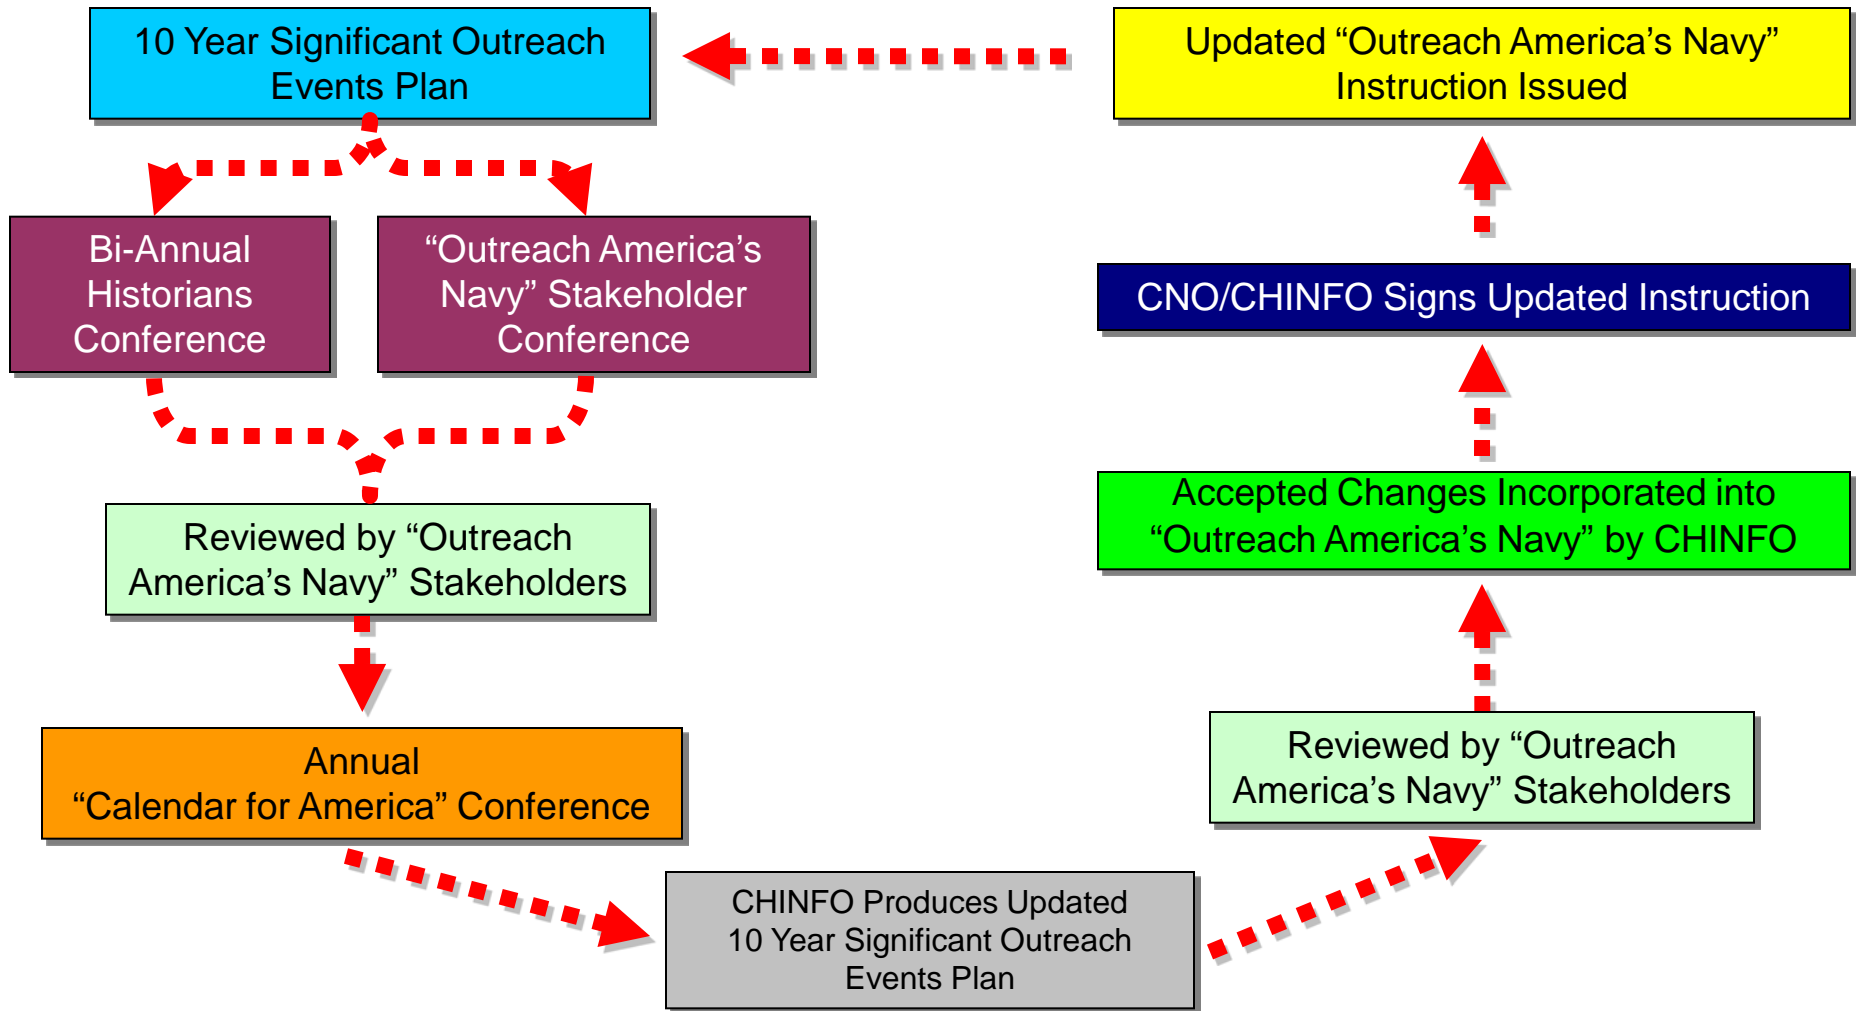 10 Year Significant Outreach
Events Plan
Updated “Outreach America’s Navy”
Instruction Issued
Bi-Annual
Historians
Conference
“Outreach America’s
Navy” Stakeholder
Conference
CNO/CHINFO Signs Updated Instruction
Reviewed by “Outreach
America’s Navy” Stakeholders
Accepted Changes Incorporated into
“Outreach America’s Navy” by CHINFO
Annual
“Calendar for America” Conference
Reviewed by “Outreach
America’s Navy” Stakeholders
CHINFO Produces Updated
10 Year Significant Outreach
Events Plan